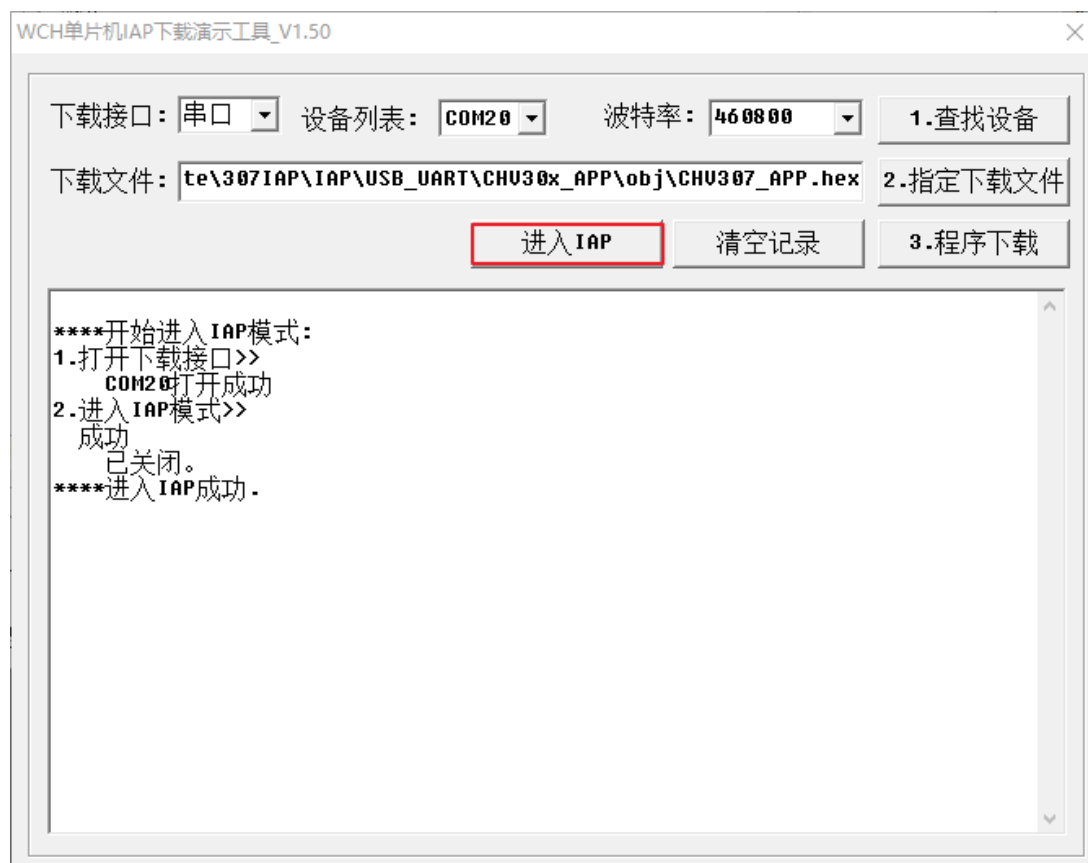 WCH单片机IAP下载演示工具_V1.50
下载接口: 串口 设备列表: COM20 波特率: 460800 1.查找设备
下载文件: te\307IAP\IAP\USB_UART\CHV30x_APP\obj\CHV307_APP.hex 2.指定下载文件
进入IAP 清空记录 3.程序下载
****开始进入IAP模式:
1.打开下载接口>>
COM20打开成功
2.进入IAP模式>>
成功
已关闭。
****进入IAP成功.